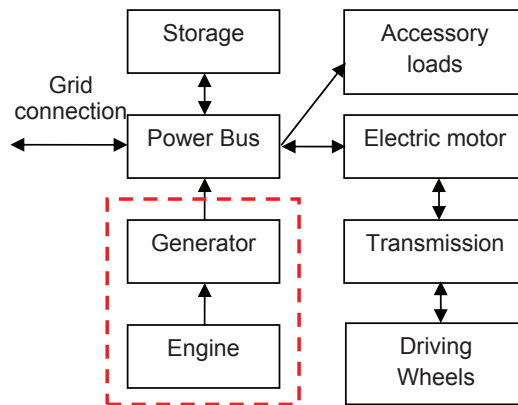 Storage
Accessory
loads
Grid
connection
Power Bus
Electric motor
Generator
Transmission
Engine
Driving
Wheels